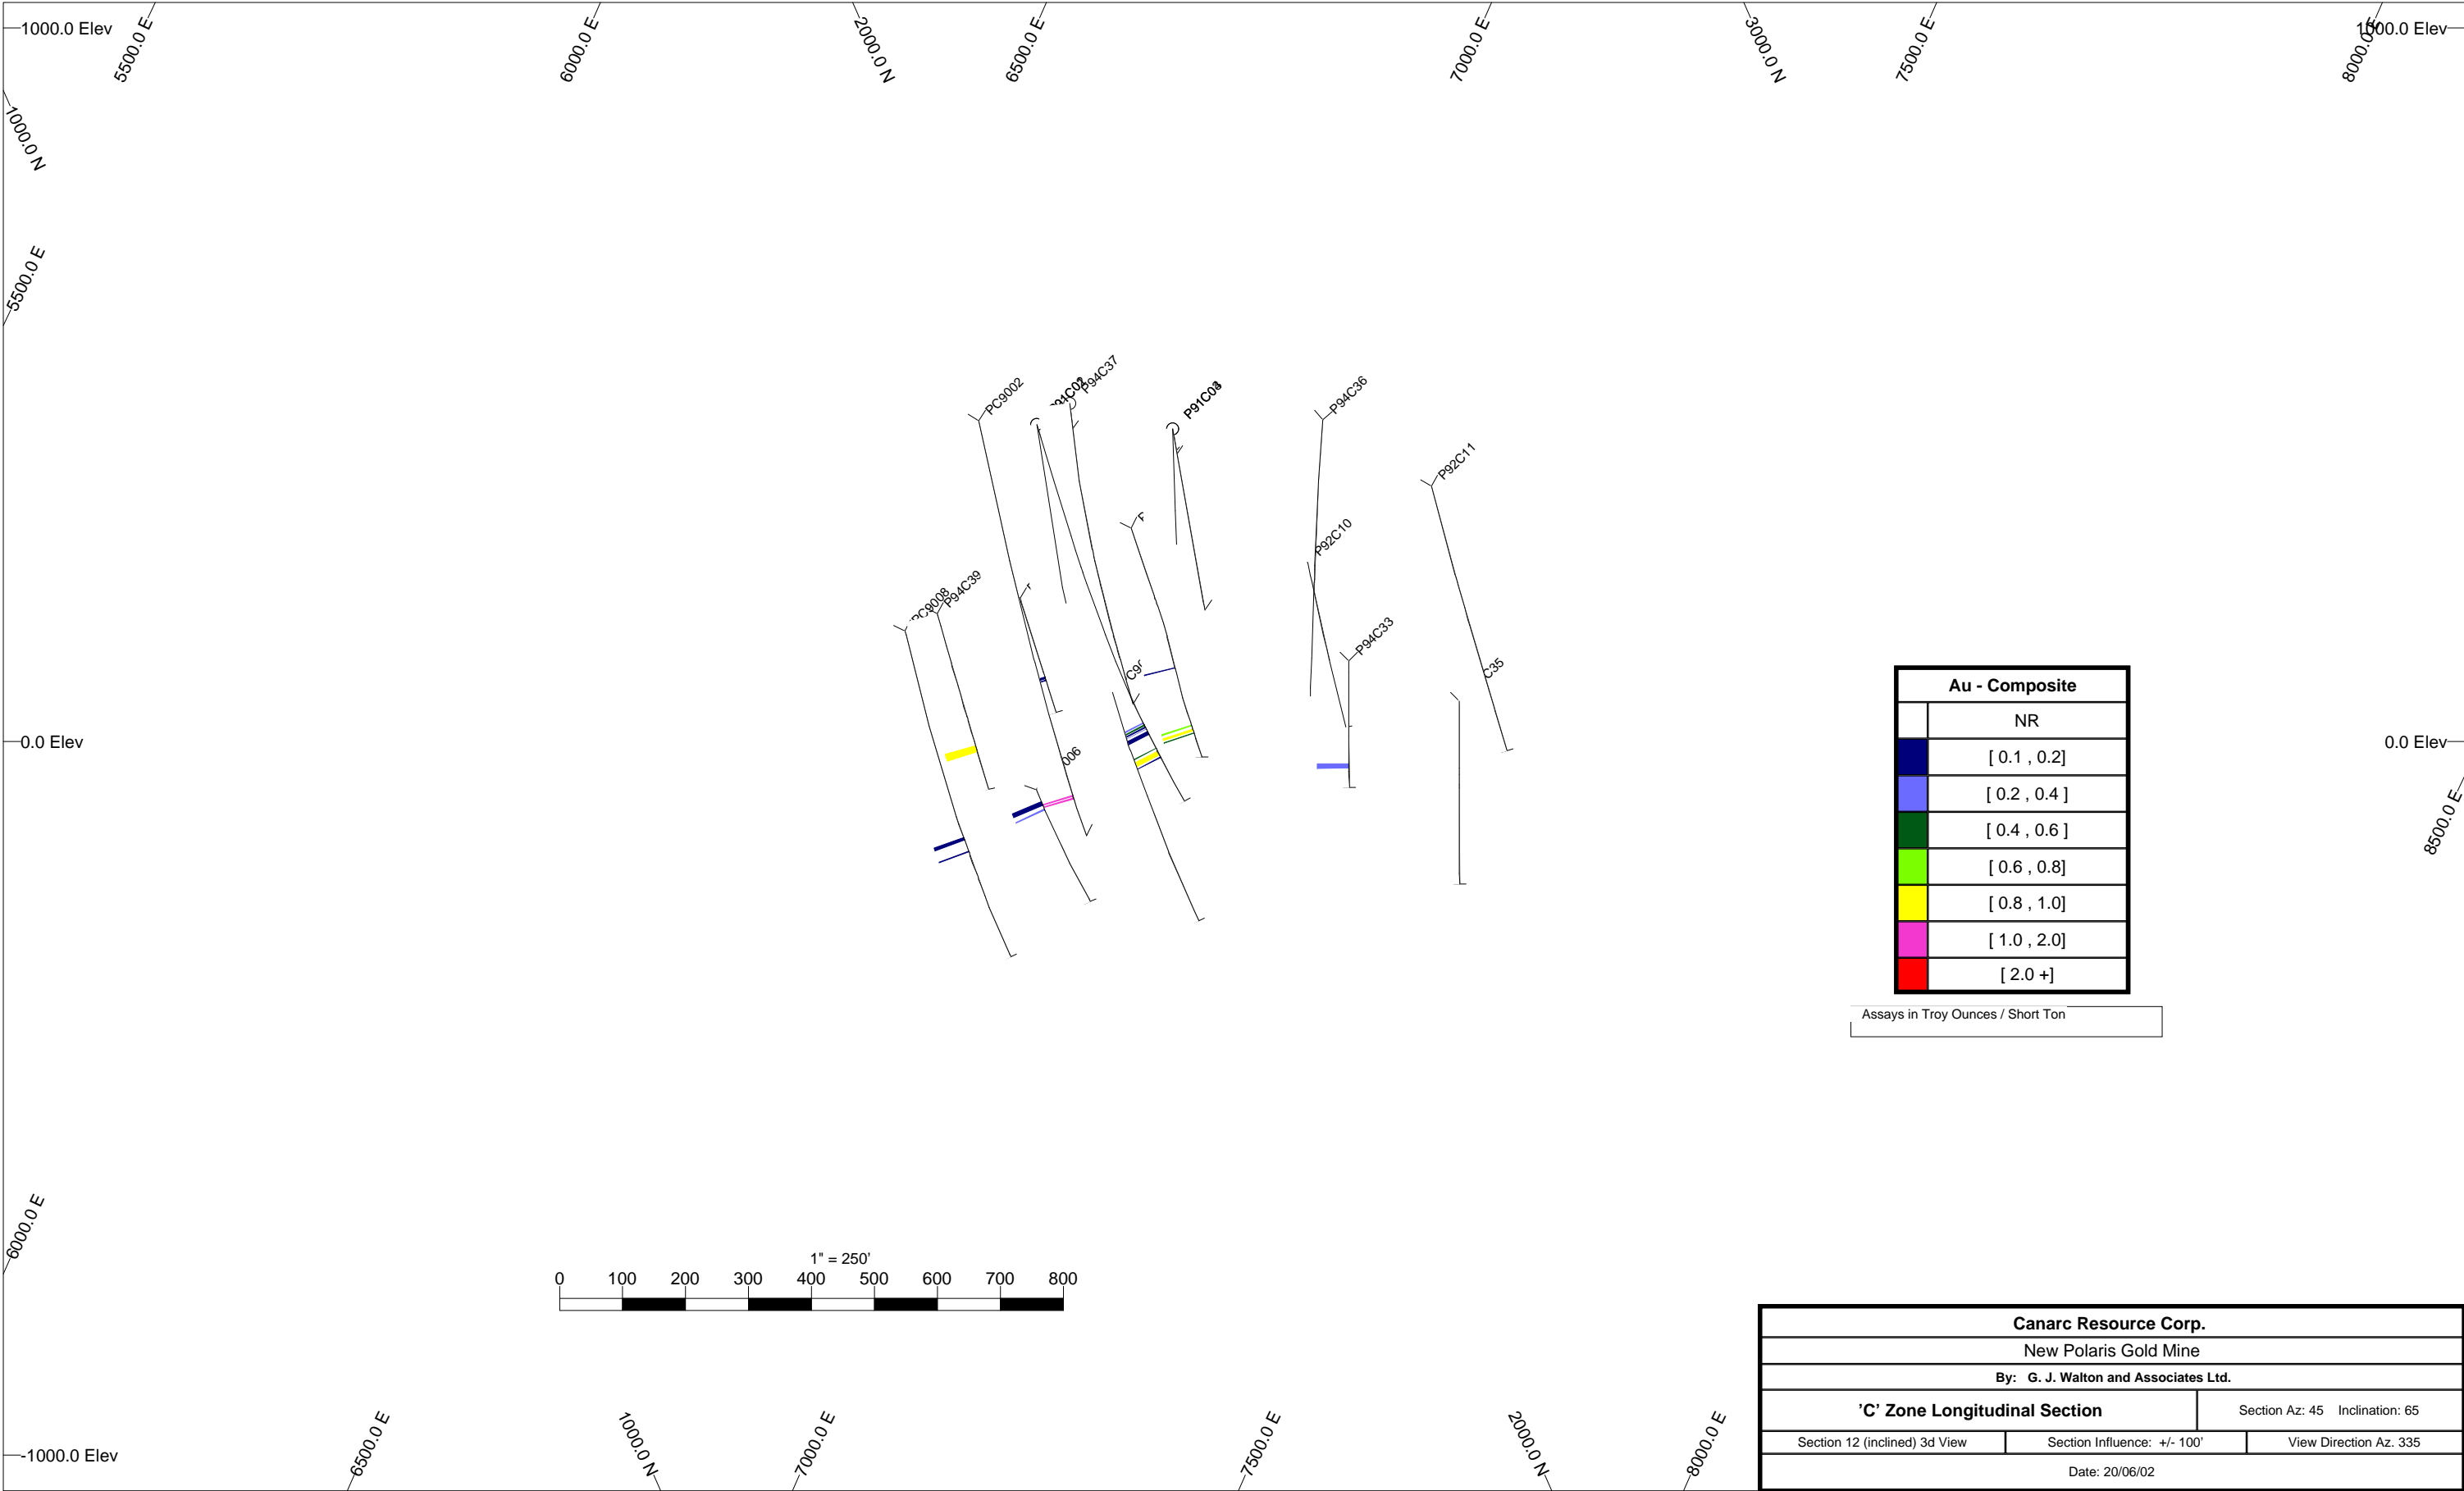 1000.0 Elev
5500.0 E
6000.0 E
2000.0 N
6500.0 E
7000.0 E
3000.0 N
7500.0 E
8000.0 E
1000.0 Elev
1000.0 N
5500.0 E
PC9002
P94C37
P94C36
P92C11
P92C10
PC9008
P94C39
P94C33
C35
006
0.0 Elev
0.0 Elev
8500.0 E
Au - Composite
NR
[ 0.1 , 0.2]
[ 0.2 , 0.4 ]
[ 0.4 , 0.6 ]
[ 0.6 , 0.8]
[ 0.8 , 1.0]
[ 1.0 , 2.0]
[ 2.0 +]
Assays in Troy Ounces / Short Ton
6000.0 E
1" = 250'
0 100 200 300 400 500 600 700 800
-1000.0 Elev
6500.0 E
1000.0 N
7000.0 E
7500.0 E
2000.0 N
8000.0 E
Canarc Resource Corp.
New Polaris Gold Mine
By: G. J. Walton and Associates Ltd.
'C' Zone Longitudinal Section
Section Az: 45 Inclination: 65
Section 12 (inclined) 3d View
Section Influence: +/- 100'
View Direction Az. 335
Date: 20/06/02